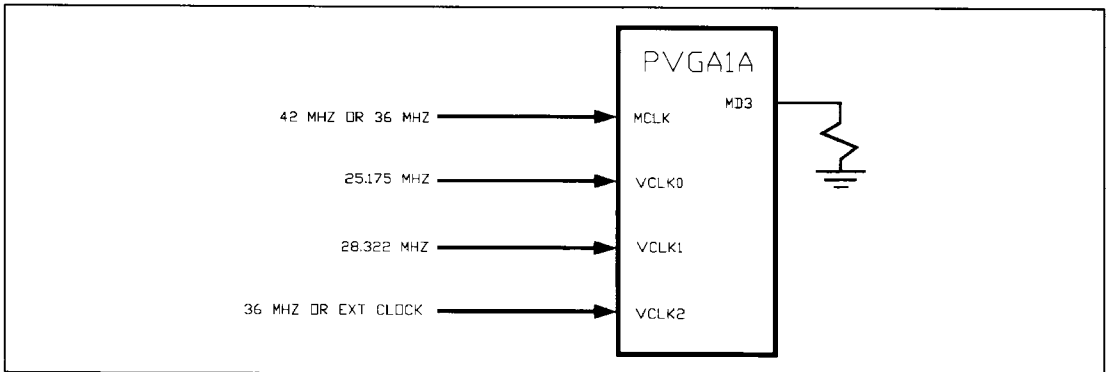 PVGA1A
MD3
42 MHZ OR 36 MHZ
MCLK
25.175 MHZ
VCLK0
28.322 MHZ
VCLK1
36 MHZ OR EXT CLOCK
VCLK2